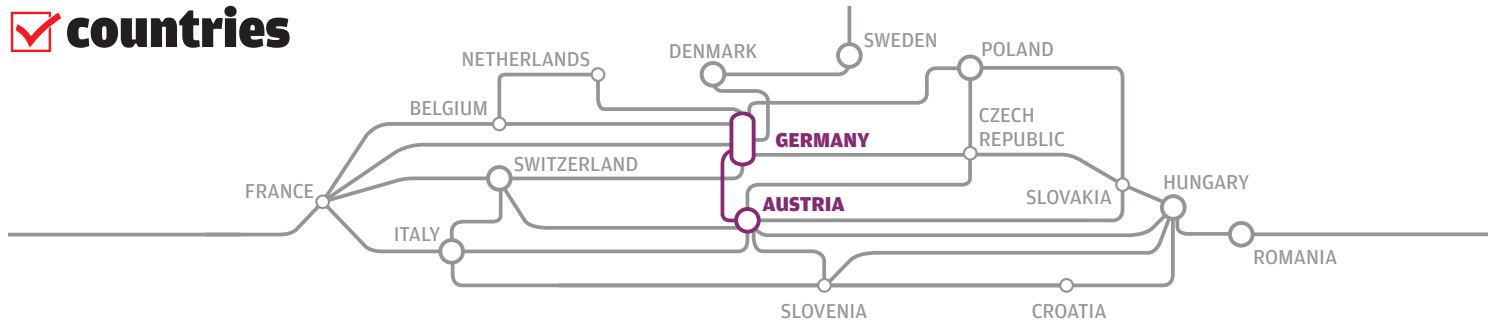 countries
SWEDEN
DENMARK
POLAND
NETHERLANDS
BELGIUM
CZECH
REPUBLIC
GERMANY
SWITZERLAND
HUNGARY
FRANCE
SLOVAKIA
AUSTRIA
ITALY
ROMANIA
SLOVENIA
CROATIA